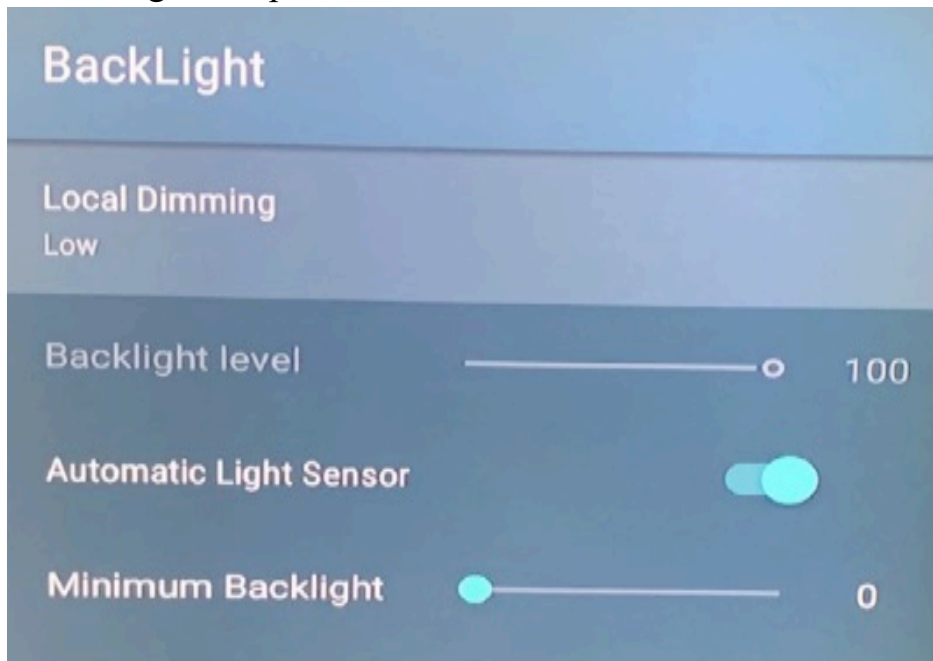 BackLight
Local Dimming
Low
Backlight level 100
Automatic Light Sensor
Minimum Backlight 0